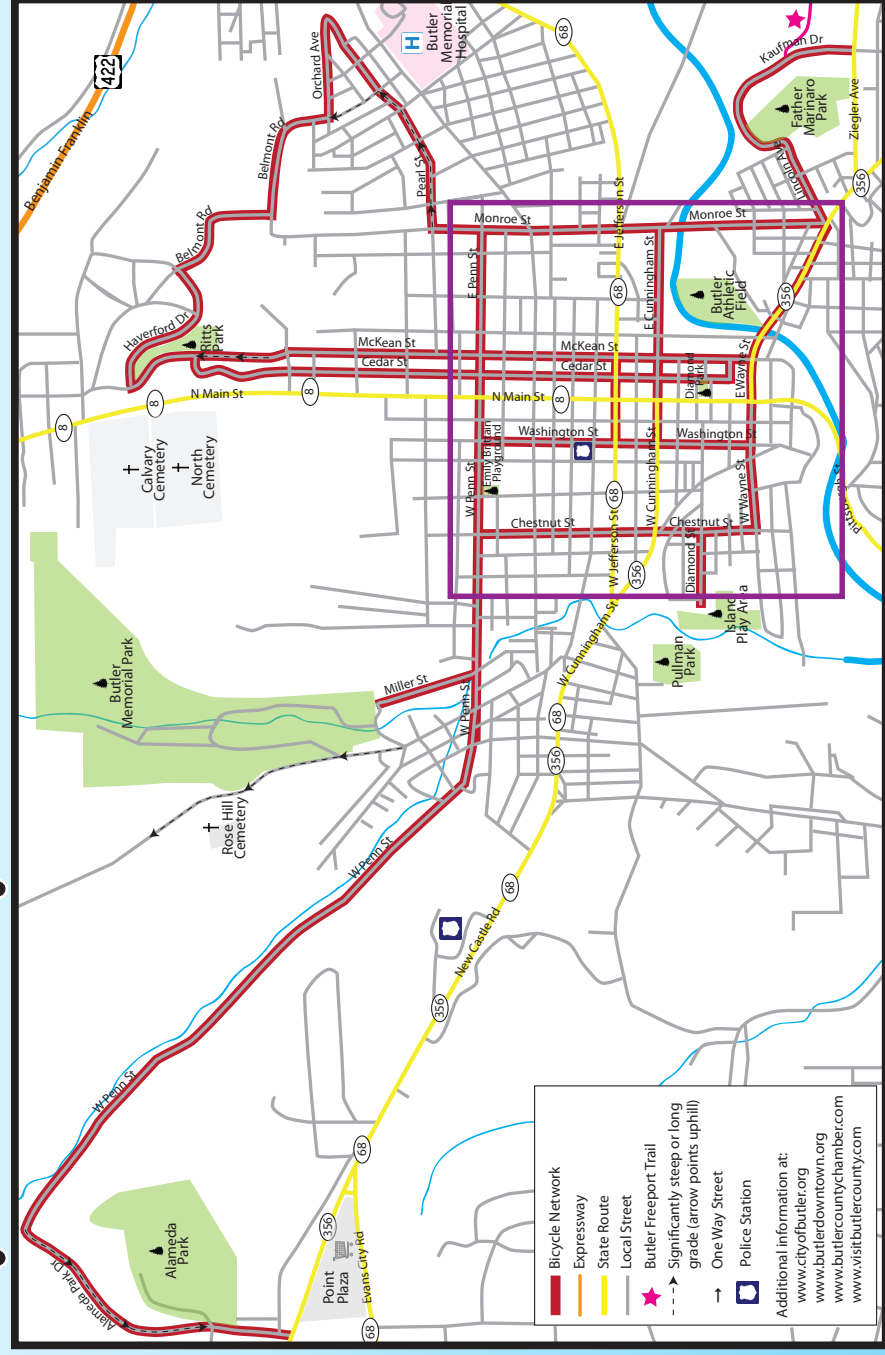 Benjamin Franklin
422
Orchard Ave
H
Butler
Memorial
Hospital
68
Kaufman Dr
Father
Marinaro
Park
Ziegler Ave
Lincoln Ave
356
Belmont Rd
Pearl St
Belmont Rd
Monroe St
E Jefferson St
Monroe St
E Penn St
68
E Cunningham St
Butler
Athletic
Field
356
Haverford Dr
Ritts
Park
McKean St
Cedar St
McKean St
Cedar St
Diamond
Park
E Wayne St
8
8
8
N Main St
N Main St
8
Calvary
Cemetery
North
Cemetery
Washington St
Washington St
Emily Brittain
Playground
W Penn St
W Cunningham St
W Wayne St
68
Chestnut St
Chestnut St
W Jefferson St
Diamond St
Pittsburgh St
356
Butler
Memorial Park
Miller St
W Penn St
W Cunningham St
Island
Play Area
Pullman
Park
68
356
Rose Hill
Cemetery
W Penn St
68
New Castle Rd
356
W Penn St
68
Alameda
Park
Alameda Park Dr
356
Point
Plaza
Evans City Rd
68
Bicycle Network
Expressway
State Route
Local Street
Butler Freeport Trail
Significantly steep or long
grade (arrow points uphill)
One Way Street
Police Station
Additional information at:
www.cityofbutler.org
www.butlerdowntown.org
www.butlercountychamber.com
www.visitbutlercounty.com